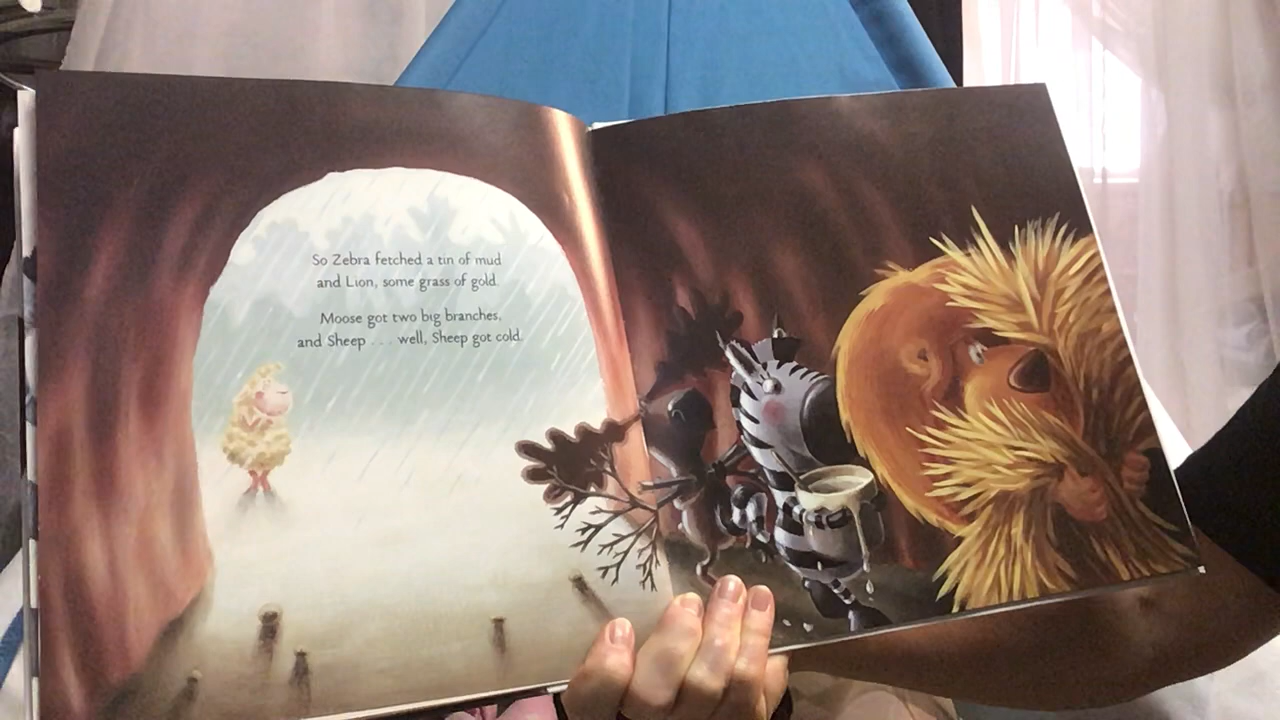 So Zebra fetched a tin of mud
and Lion, some grass of gold.
Moose got two big branches,
and Sheep . . . well, Sheep got cold.